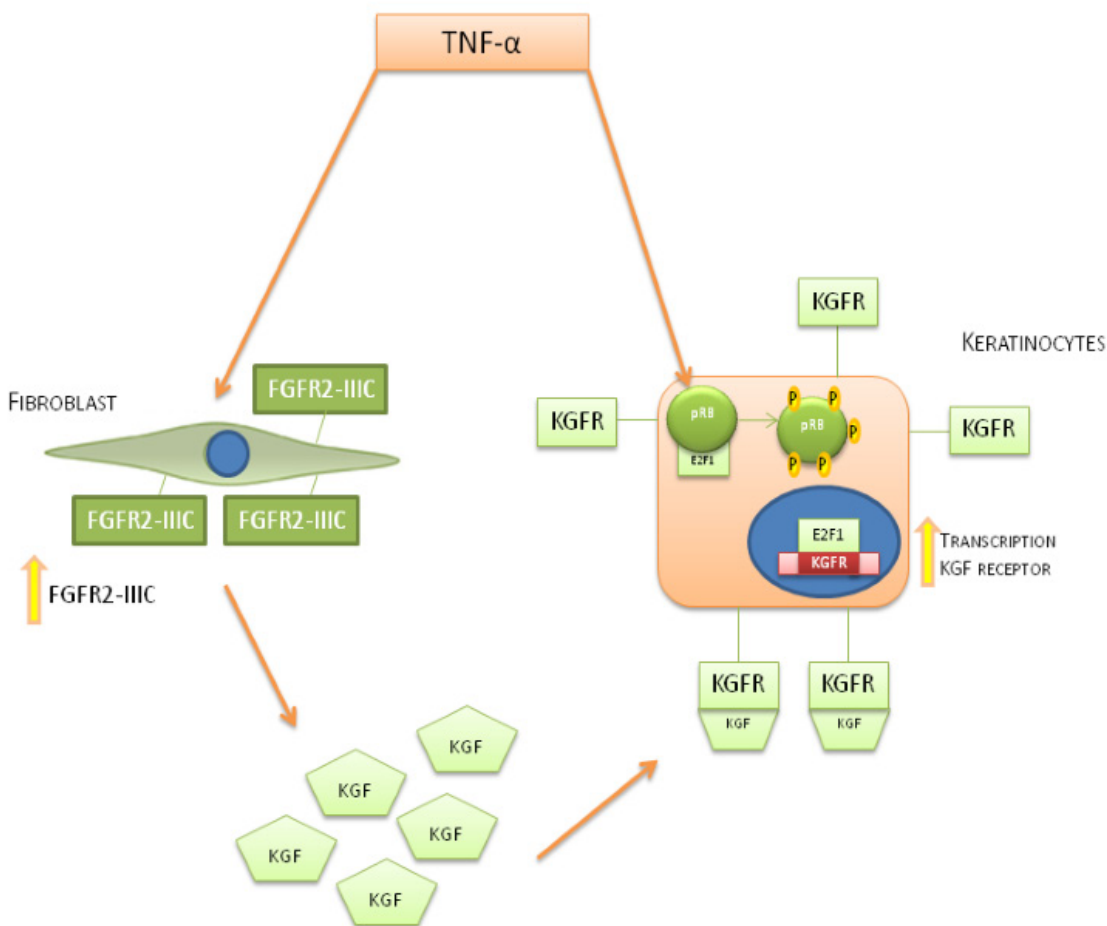 TNF-α
KGFR
KERATINOCYTES
FGFR2-IIIC
FIBROBLAST
KGFR
pRB
E2F1
P
P
pRB
P
P
P
KGFR
FGFR2-IIIC
FGFR2-IIIC
E2F1
KGFR
TRANSCRIPTION
KGF RECEPTOR
FGFR2-IIIC
KGFR
KGF
KGFR
KGF
KGF
KGF
KGF
KGF
KGF